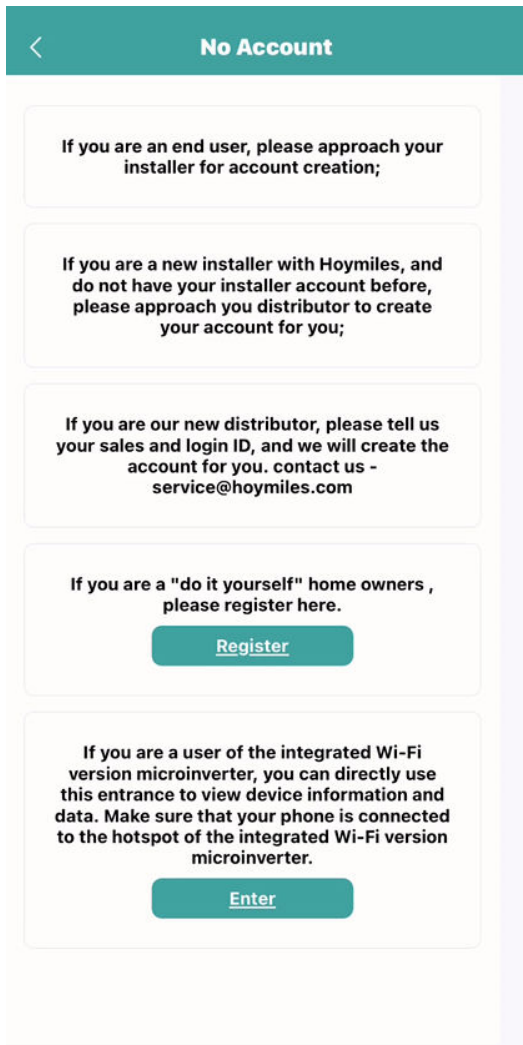 No Account
If you are an end user, please approach your
installer for account creation;
If you are a new installer with Hoymiles, and
do not have your installer account before,
please approach you distributor to create
your account for you;
If you are our new distributor, please tell us
your sales and login ID, and we will create the
account for you. contact us -
service@hoymiles.com
If you are a "do it yourself" home owners ,
please register here.
Register
If you are a user of the integrated Wi-Fi
version microinverter, you can directly use
this entrance to view device information and
data. Make sure that your phone is connected
to the hotspot of the integrated Wi-Fi version
microinverter.
Enter